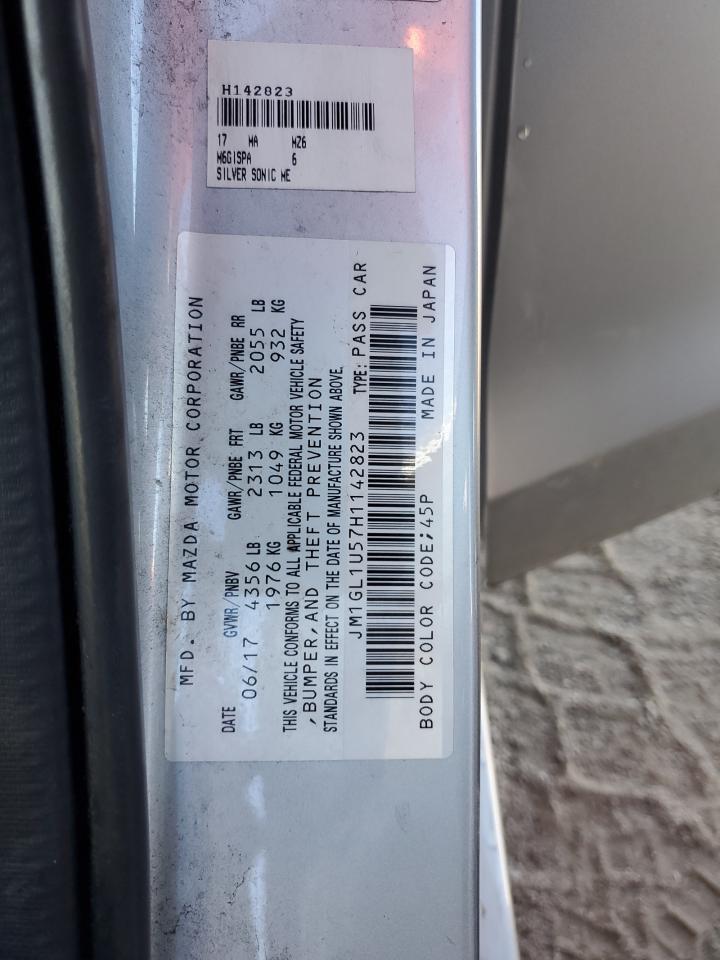 H142823
17 MA MZ6
M6GISPA 6
SILVER SONIC ME
MFD. BY MAZDA MOTOR CORPORATION
DATE GVWR/PNBV GAWR/PNBE FRT GAWR/PNBE RR
06/17 4356 LB 2313 LB 2055 LB
1976 KG 1049 KG 932 KG
THIS VEHICLE CONFORMS TO ALL APPLICABLE FEDERAL MOTOR VEHICLE SAFETY
,BUMPER,AND THEFT PREVENTION
STANDARDS IN EFFECT ON THE DATE OF MANUFACTURE SHOWN ABOVE.
JM1GL1U57H1142823 TYPE: PASS CAR
BODY COLOR CODE;45P MADE IN JAPAN